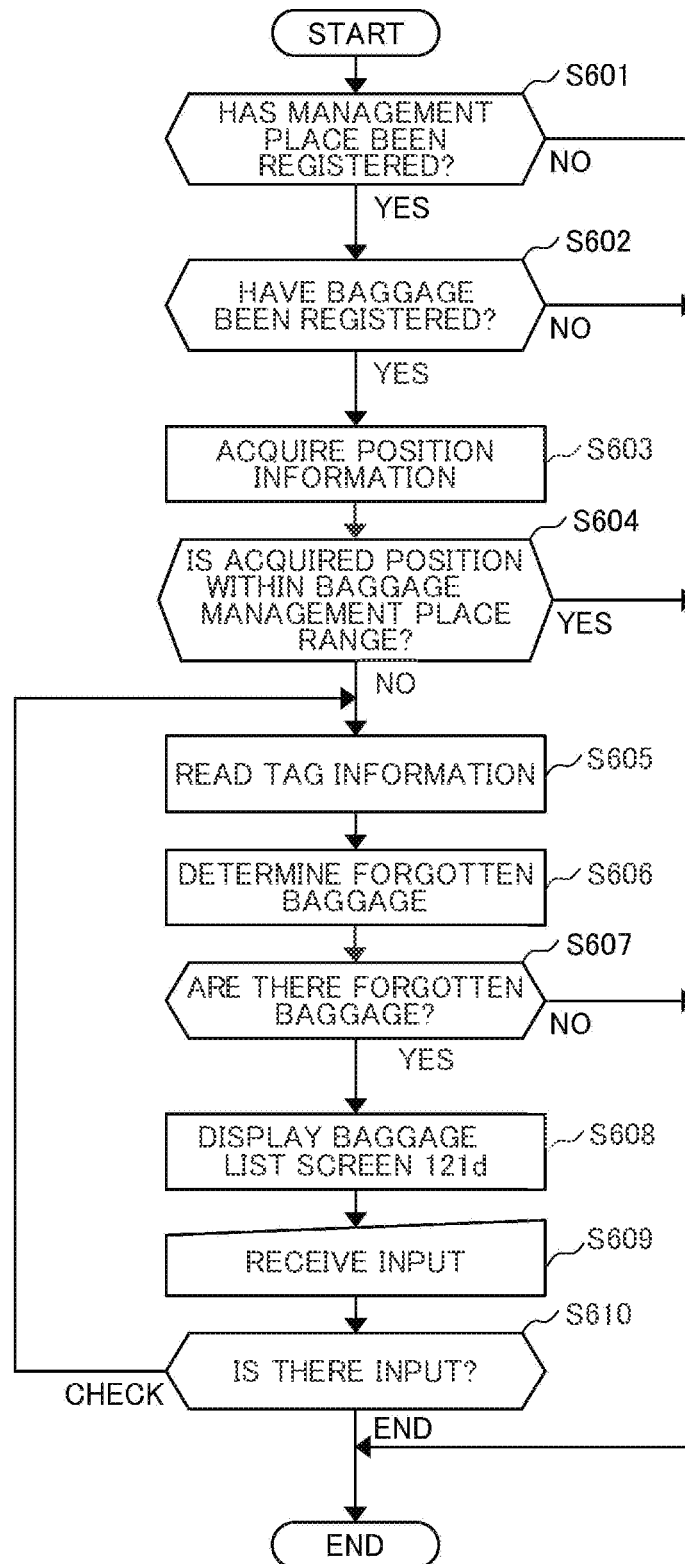 START
S601
HAS MANAGEMENT
PLACE BEEN
REGISTERED?
NO
YES
S602
HAVE BAGGAGE
BEEN REGISTERED?
NO
YES
ACQUIRE POSITION
INFORMATION
S603
S604
IS ACQUIRED POSITION
WITHIN BAGGAGE
MANAGEMENT PLACE
RANGE?
YES
NO
READ TAG INFORMATION
S605
DETERMINE FORGOTTEN
BAGGAGE
S606
S607
ARE THERE FORGOTTEN
BAGGAGE?
NO
YES
DISPLAY BAGGAGE
LIST SCREEN 121d
S608
RECEIVE INPUT
S609
S610
IS THERE INPUT?
CHECK
END
END